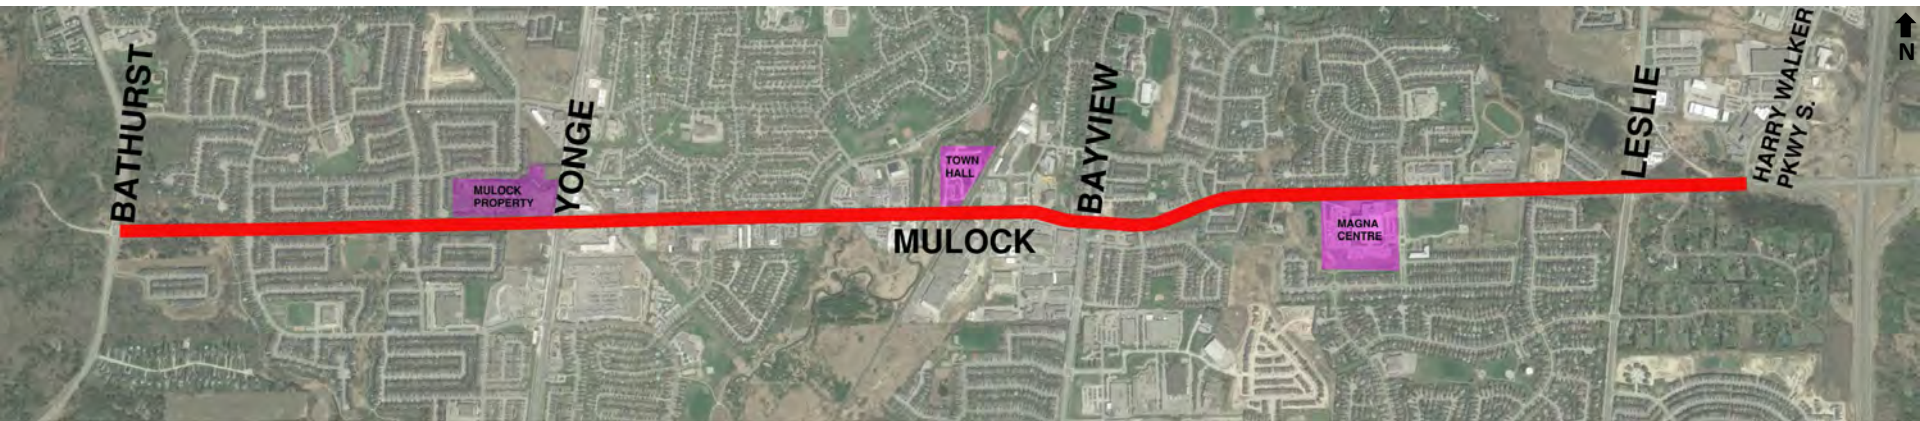 BATHURST
MULOCK
PROPERTY
YONGE
TOWN
HALL
MULOCK
BAYVIEW
MAGNA
CENTRE
LESLIE
HARRY WALKER
PKWY S.
N